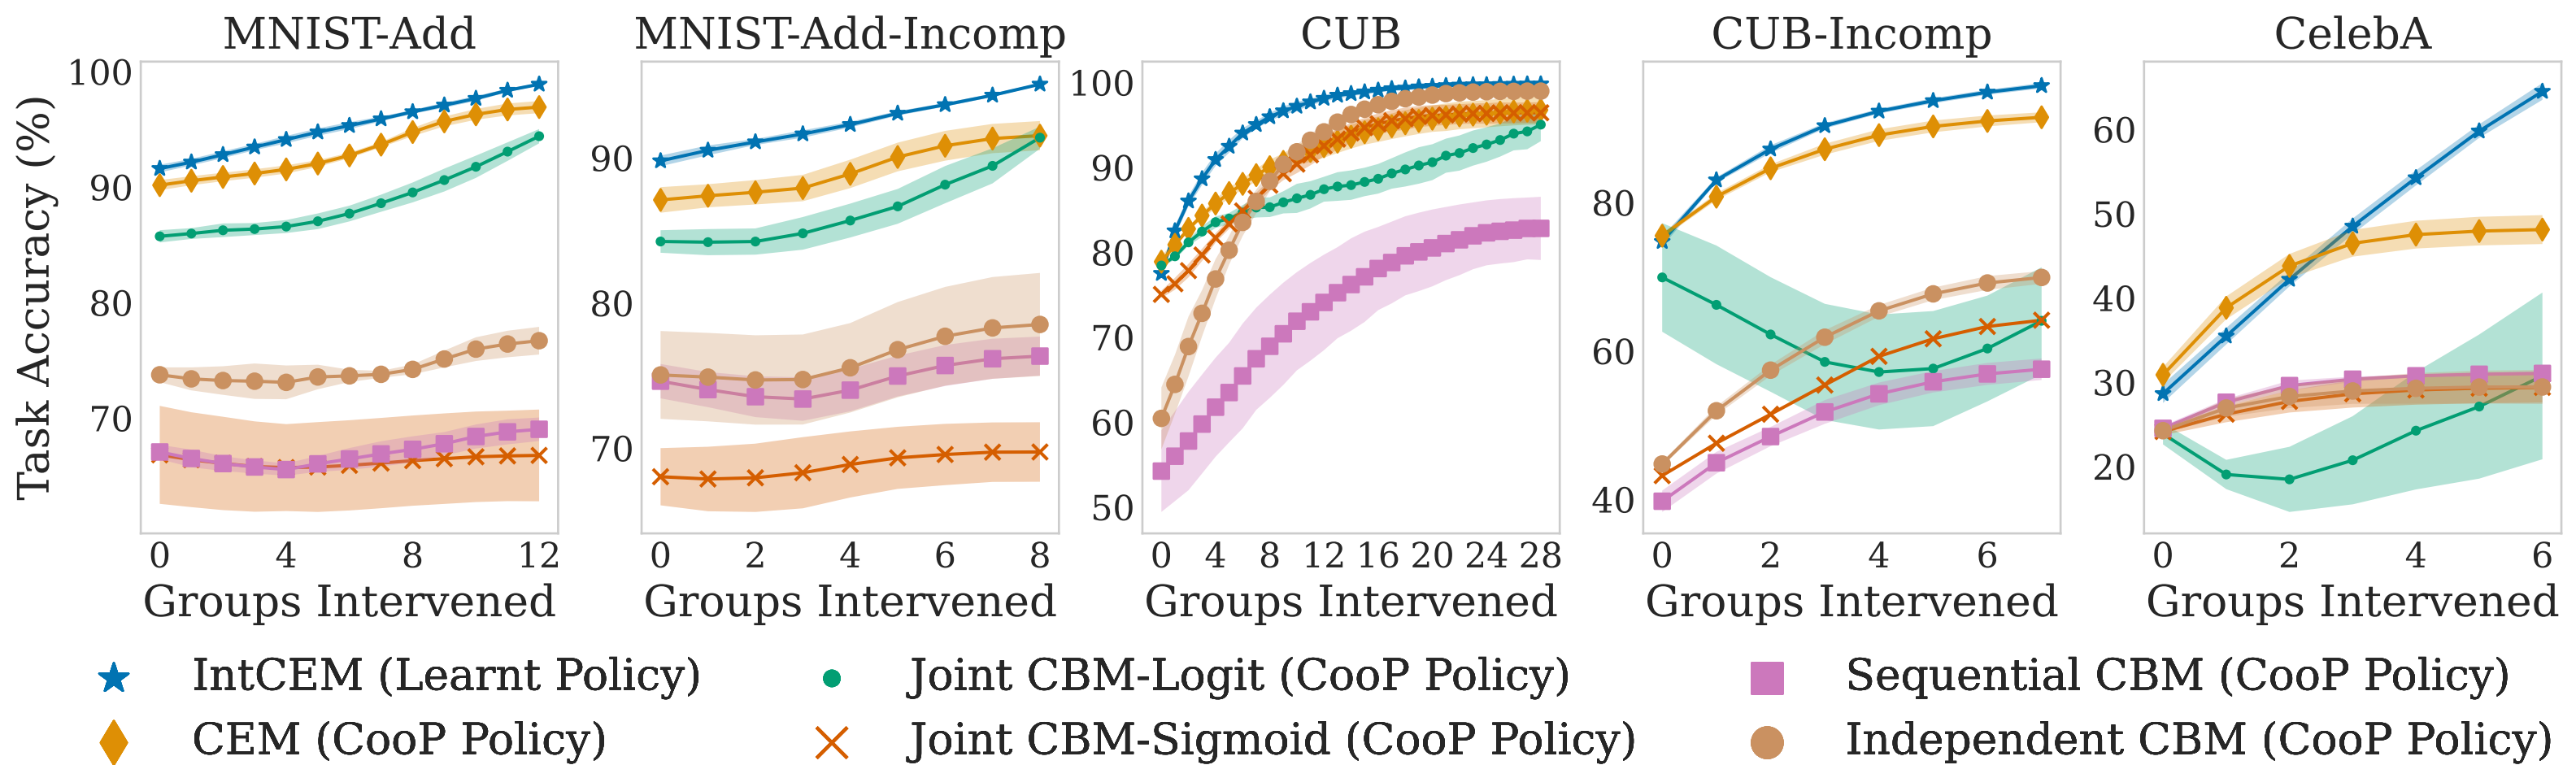 MNIST-Add MNIST-Add-Incomp CUB CUB-Incomp CelebA
Task Accuracy (%)
100
90
80
70
0 4 8 12
Groups Intervened
90
80
70
0 2 4 6 8
Groups Intervened
100
90
80
70
60
50
0 4 8 12 16 20 24 28
Groups Intervened
80
60
40
0 2 4 6
Groups Intervened
60
50
40
30
20
0 2 4 6
Groups Intervened
IntCEM (Learnt Policy)
CEM (CooP Policy)
Joint CBM-Logit (CooP Policy)
Joint CBM-Sigmoid (CooP Policy)
Sequential CBM (CooP Policy)
Independent CBM (CooP Policy)